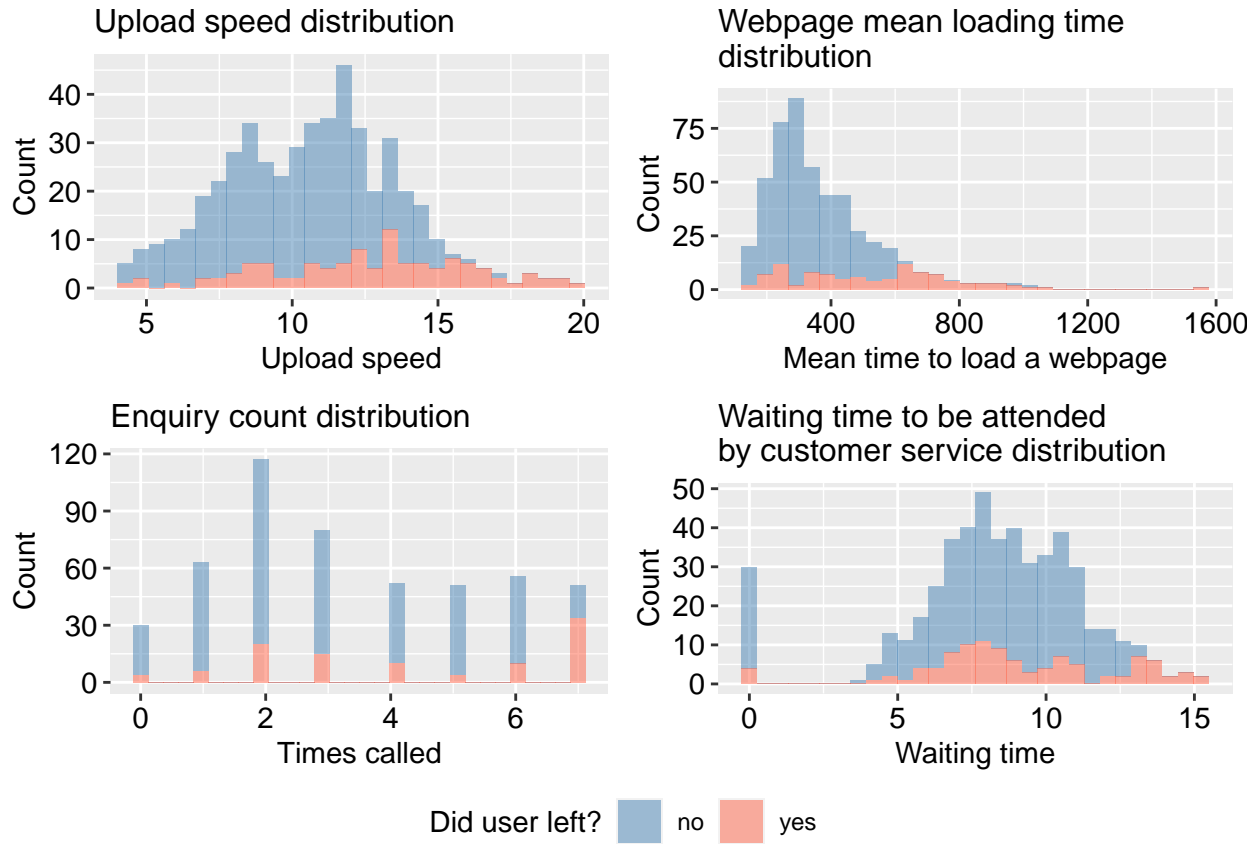 Upload speed distribution
Count
40
30
20
10
0
5
10
15
20
Upload speed
Webpage mean loading time
distribution
Count
75
50
25
0
400
800
1200
1600
Mean time to load a webpage
Enquiry count distribution
Count
120
90
60
30
0
0
2
4
6
Times called
Waiting time to be attended
by customer service distribution
Count
50
40
30
20
10
0
0
5
10
15
Waiting time
Did user left?
no
yes